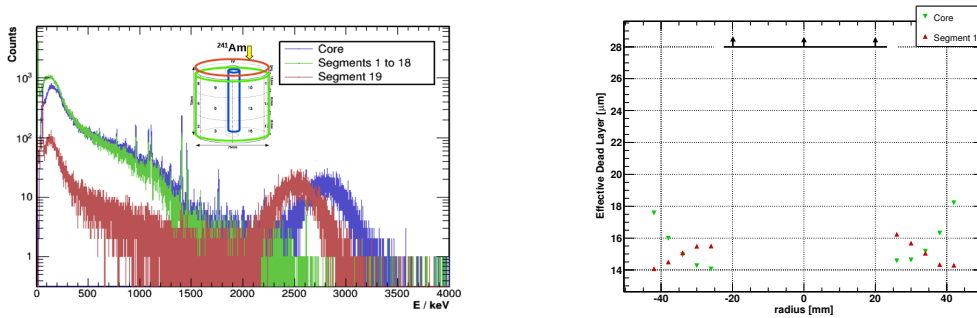 Counts
10³
10²
10
1
0 500 1000 1500 2000 2500 3000 3500 4000
E / keV
²⁴¹Am
Core
Segments 1 to 18
Segment 19
Core
Segment 1
Effective Dead Layer [μm]
28
26
24
22
20
18
16
14
-40 -20 0 20 40
radius [mm]